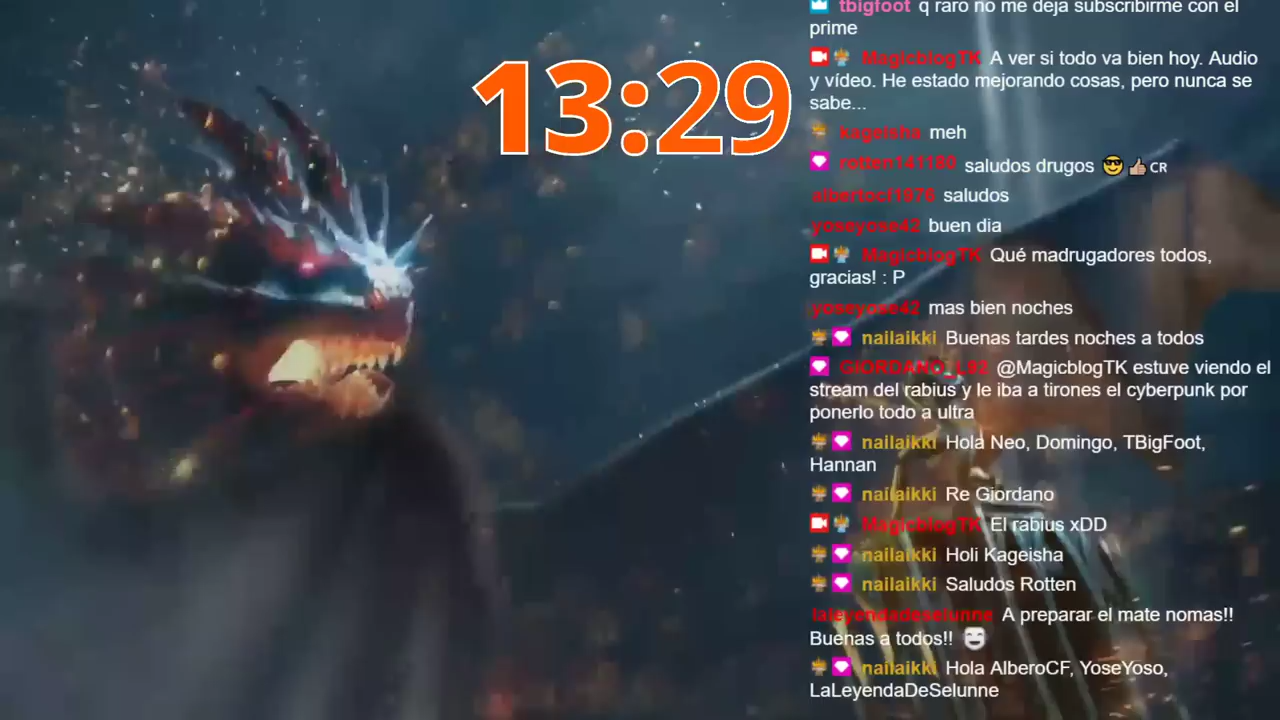 13:29
tbigfoot q raro no me deja subscribirme con el
prime
MagicblogTK A ver si todo va bien hoy. Audio
y vídeo. He estado mejorando cosas, pero nunca se
sabe...
kageisha meh
rotten141180 saludos drugos 😎👍🏼CR
albertocf1976 saludos
yoseyose42 buen dia
MagicblogTK Qué madrugadores todos,
gracias! : P
yoseyose42 mas bien noches
nailaikki Buenas tardes noches a todos
GIORDANO_L82 @MagicblogTK estuve viendo el
stream del rabius y le iba a tirones el cyberpunk por
ponerlo todo a ultra
nailaikki Hola Neo, Domingo, TBigFoot,
Hannan
nailaikki Re Giordano
MagicblogTK El rabius xDD
nailaikki Holi Kageisha
nailaikki Saludos Rotten
laleyendadeselunne A preparar el mate nomas!!
Buenas a todos!!
nailaikki Hola AlberoCF, YoseYoso,
LaLeyendaDeSelunne